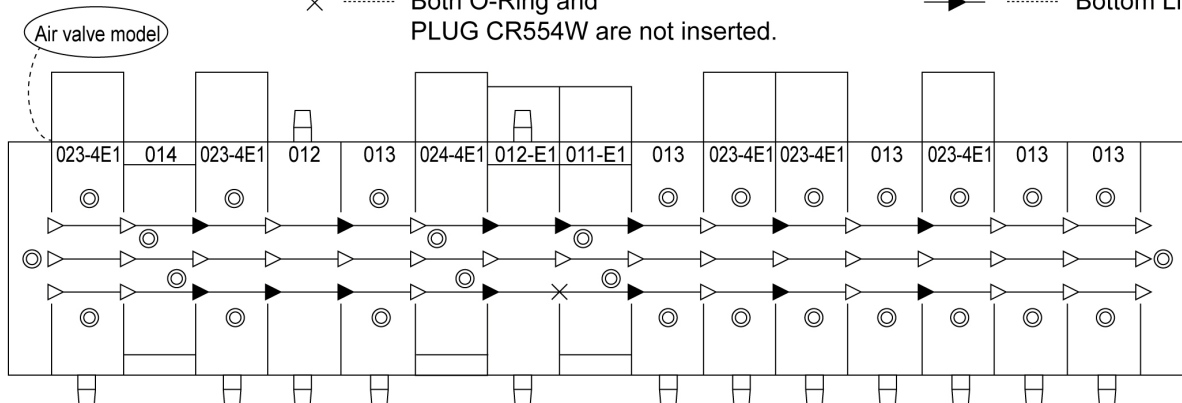 × ········ Both O-Ring and
PLUG CR554W are not inserted.
········ Bottom Li
Air valve model
023-4E1 014 023-4E1 012 013 024-4E1 012-E1 011-E1 013 023-4E1 023-4E1 013 023-4E1 013 013